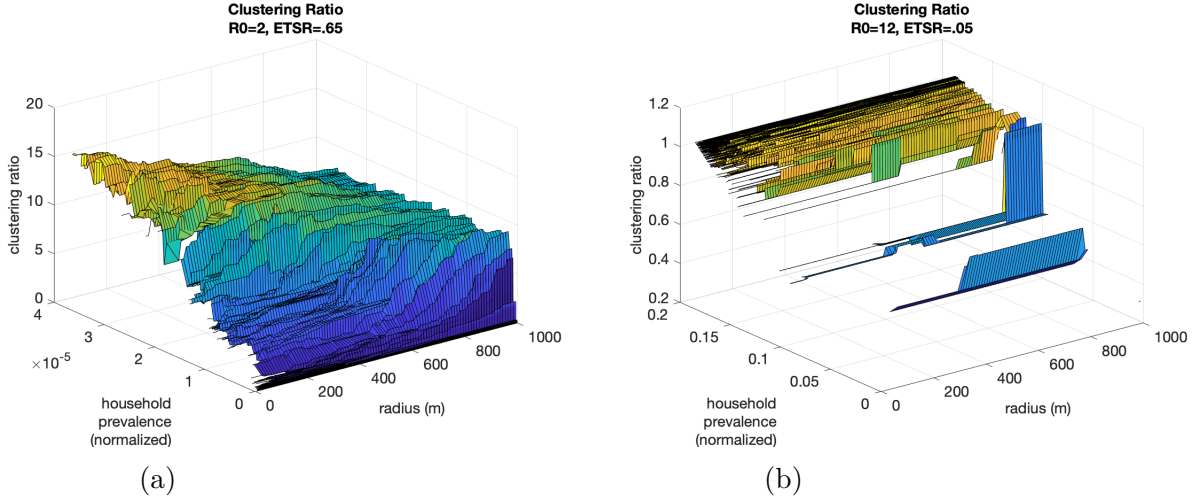 Clustering Ratio
R0=2, ETSR=.65
20
15
10
5
0
clustering ratio
4
3
2
1
0
×10-5
household
prevalence
(normalized)
0
200
400
600
800
1000
radius (m)
(a)
Clustering Ratio
R0=12, ETSR=.05
1.2
1
0.8
0.6
0.4
0.2
clustering ratio
0.2
0.15
0.1
0.05
0
household
prevalence
(normalized)
0
200
400
600
800
1000
radius (m)
(b)